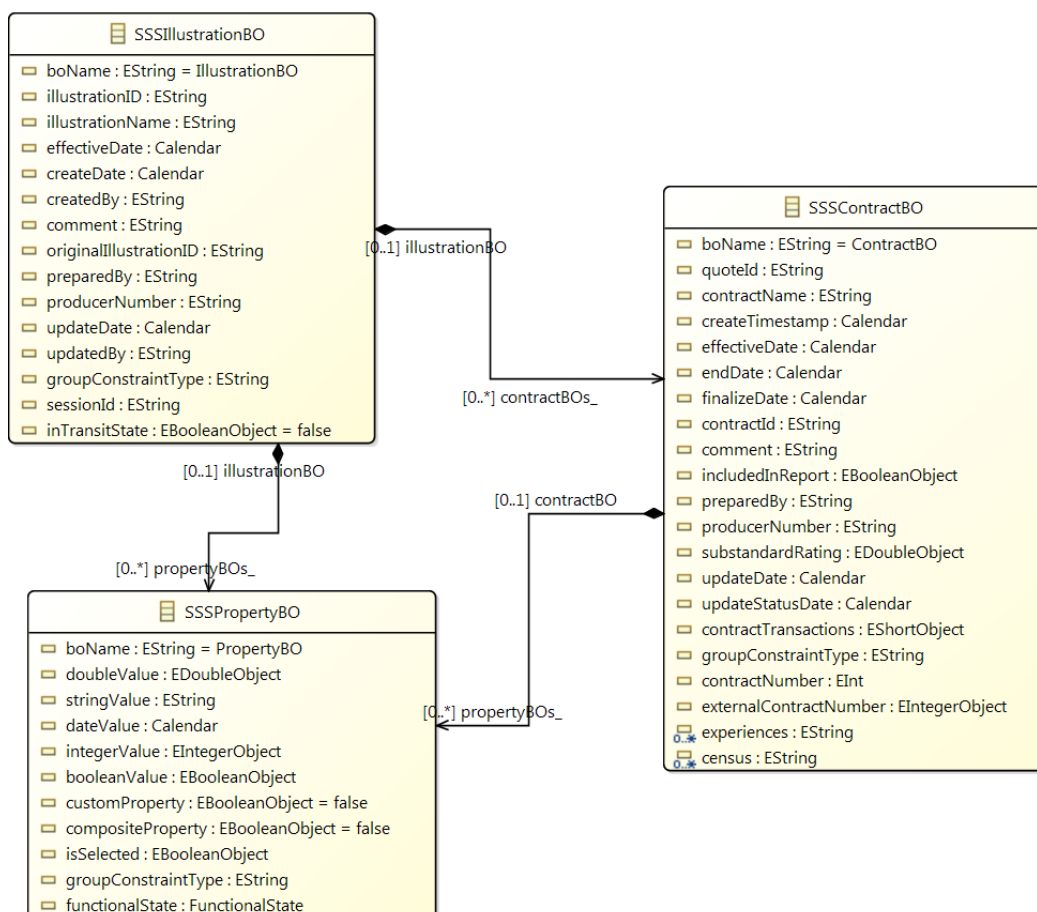 SSSIllustrationBO
boName : EString = IllustrationBO
illustrationID : EString
illustrationName : EString
effectiveDate : Calendar
createDate : Calendar
createdBy : EString
comment : EString
originalIllustrationID : EString
preparedBy : EString
producerNumber : EString
updateDate : Calendar
updatedBy : EString
groupConstraintType : EString
sessionId : EString
inTransitState : EBooleanObject = false
[0..1] illustrationBO
[0..*] contractBOs_
[0..1] illustrationBO
[0..*] propertyBOs_
SSSContractBO
boName : EString = ContractBO
quoteId : EString
contractName : EString
createTimestamp : Calendar
effectiveDate : Calendar
endDate : Calendar
finalizeDate : Calendar
contractId : EString
comment : EString
includedInReport : EBooleanObject
preparedBy : EString
producerNumber : EString
substandardRating : EDoubleObject
updateDate : Calendar
updateStatusDate : Calendar
contractTransactions : EShortObject
groupConstraintType : EString
contractNumber : EInt
externalContractNumber : EIntegerObject
0..* experiences : EString
0..* census : EString
[0..1] contractBO
[0..*] propertyBOs_
SSSPropertyBO
boName : EString = PropertyBO
doubleValue : EDoubleObject
stringValue : EString
dateValue : Calendar
integerValue : EIntegerObject
booleanValue : EBooleanObject
customProperty : EBooleanObject = false
compositeProperty : EBooleanObject = false
isSelected : EBooleanObject
groupConstraintType : EString
functionalState : FunctionalState